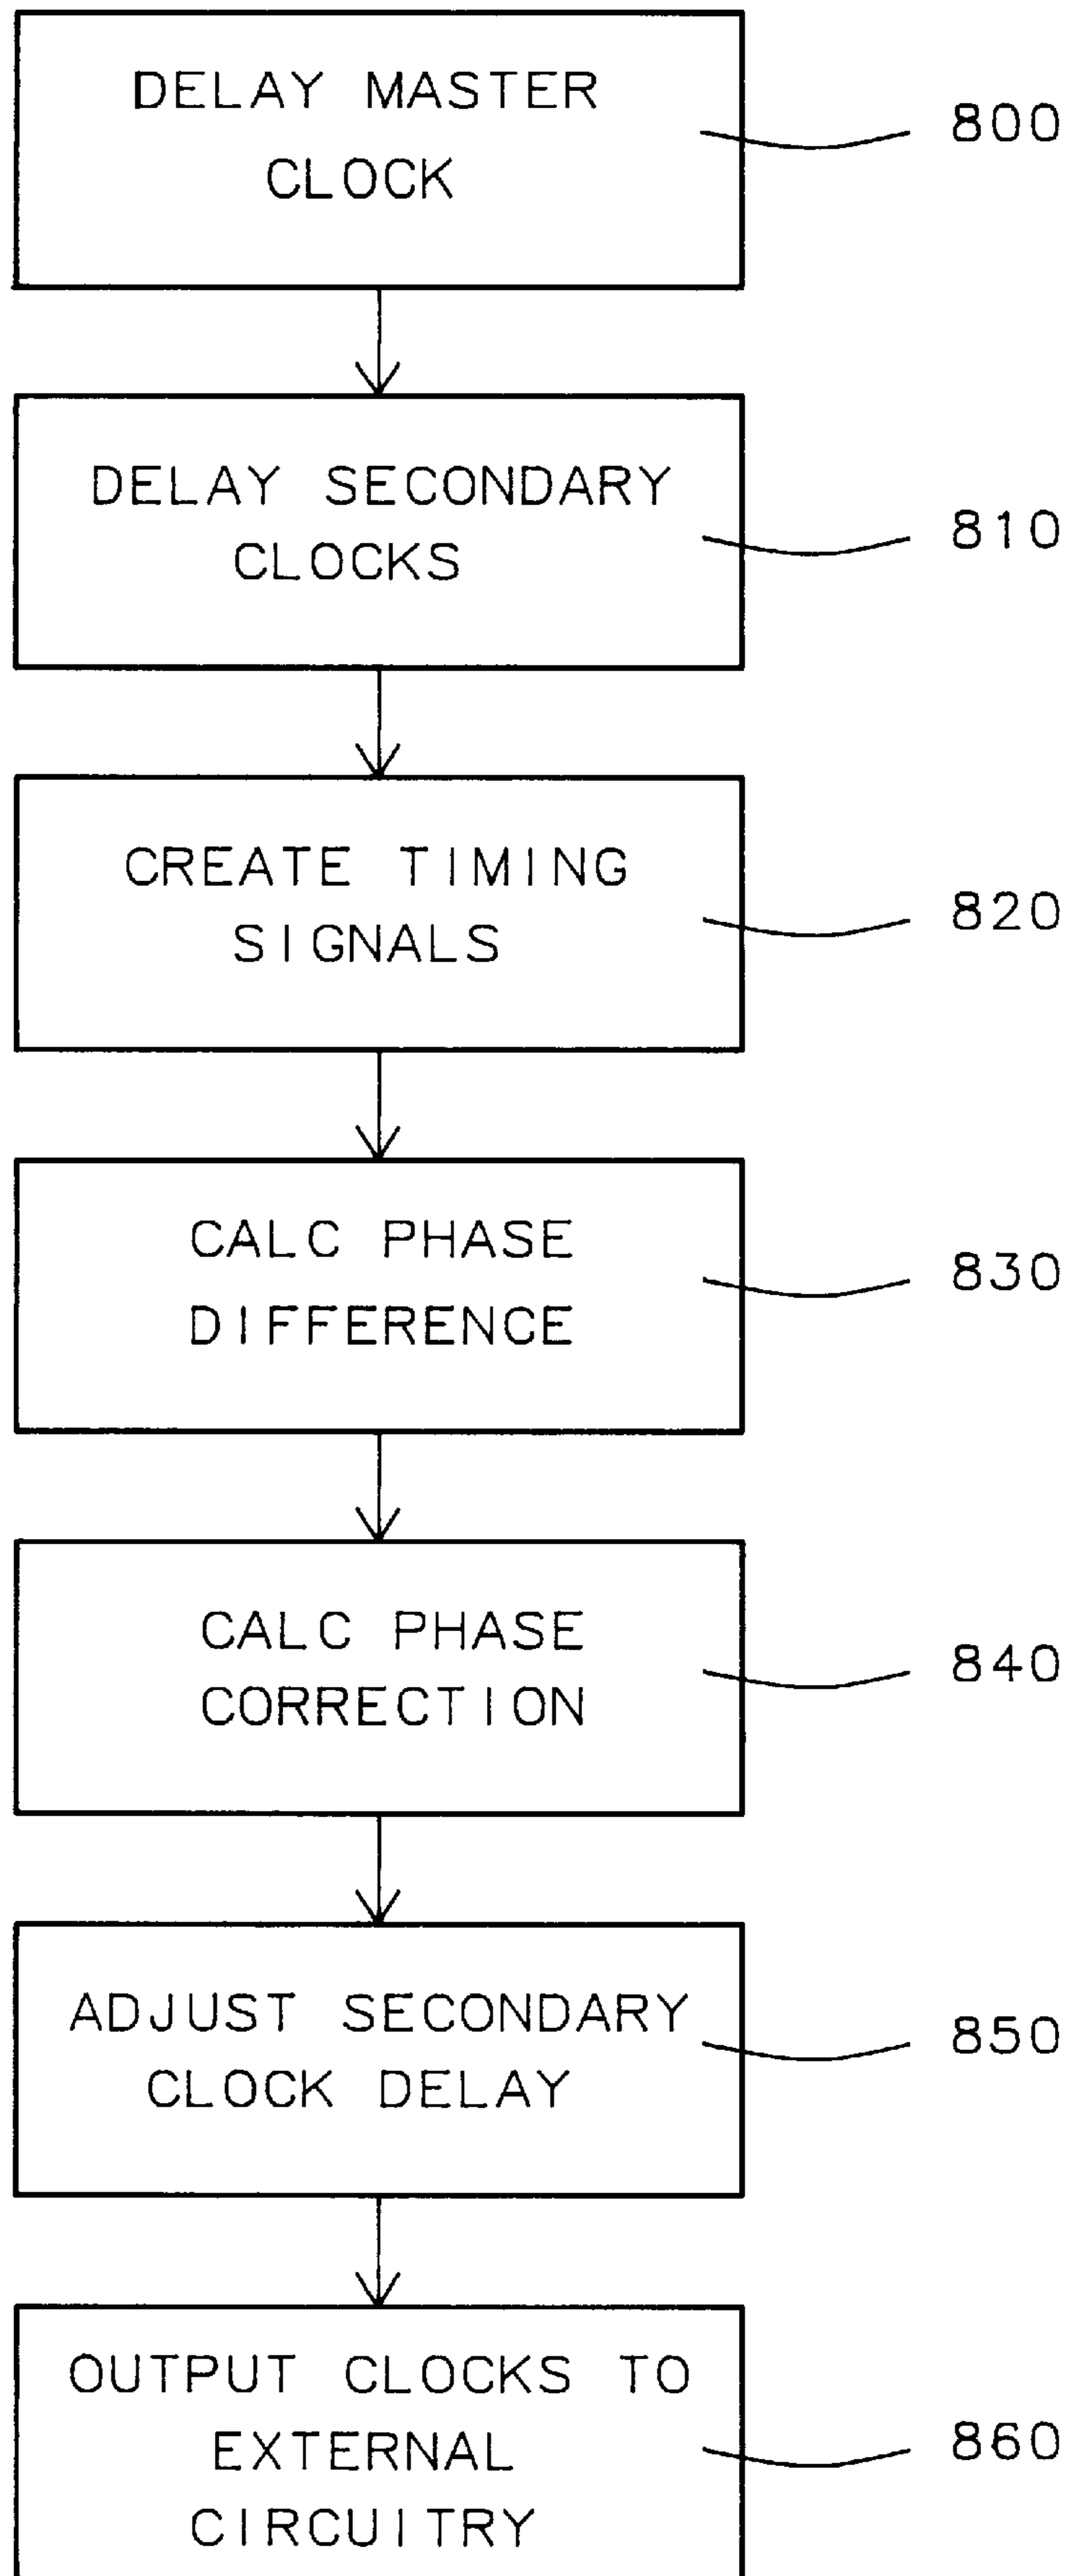 DELAY MASTER
CLOCK
800
DELAY SECONDARY
CLOCKS
810
CREATE TIMING
SIGNALS
820
CALC PHASE
DIFFERENCE
830
CALC PHASE
CORRECTION
840
ADJUST SECONDARY
CLOCK DELAY
850
OUTPUT CLOCKS TO
EXTERNAL
CIRCUITRY
860